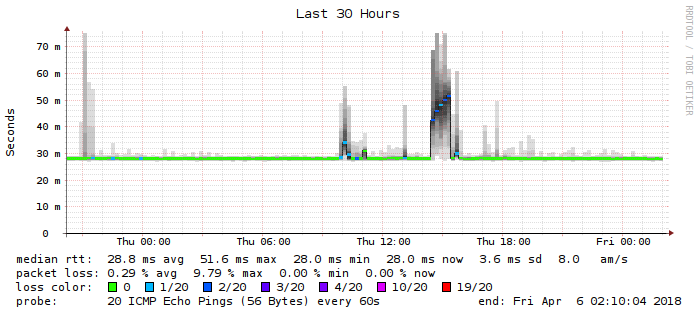 Last 30 Hours
RRDTOOL / TOBI OETIKER
Seconds
70 m
60 m
50 m
40 m
30 m
20 m
10 m
0
Thu 00:00 Thu 06:00 Thu 12:00 Thu 18:00 Fri 00:00
median rtt: 28.8 ms avg 51.6 ms max 28.0 ms min 28.0 ms now 3.6 ms sd 8.0 am/s
packet loss: 0.29 % avg 9.79 % max 0.00 % min 0.00 % now
loss color: 0 1/20 2/20 3/20 4/20 10/20 19/20
probe: 20 ICMP Echo Pings (56 Bytes) every 60s end: Fri Apr 6 02:10:04 2018